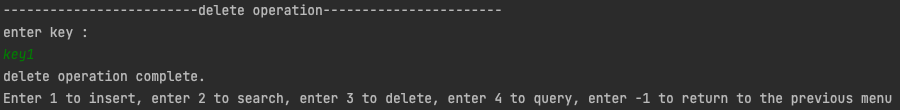 -------------------------delete operation-----------------------
enter key :
key1
delete operation complete.
Enter 1 to insert, enter 2 to search, enter 3 to delete, enter 4 to query, enter -1 to return to the previous menu